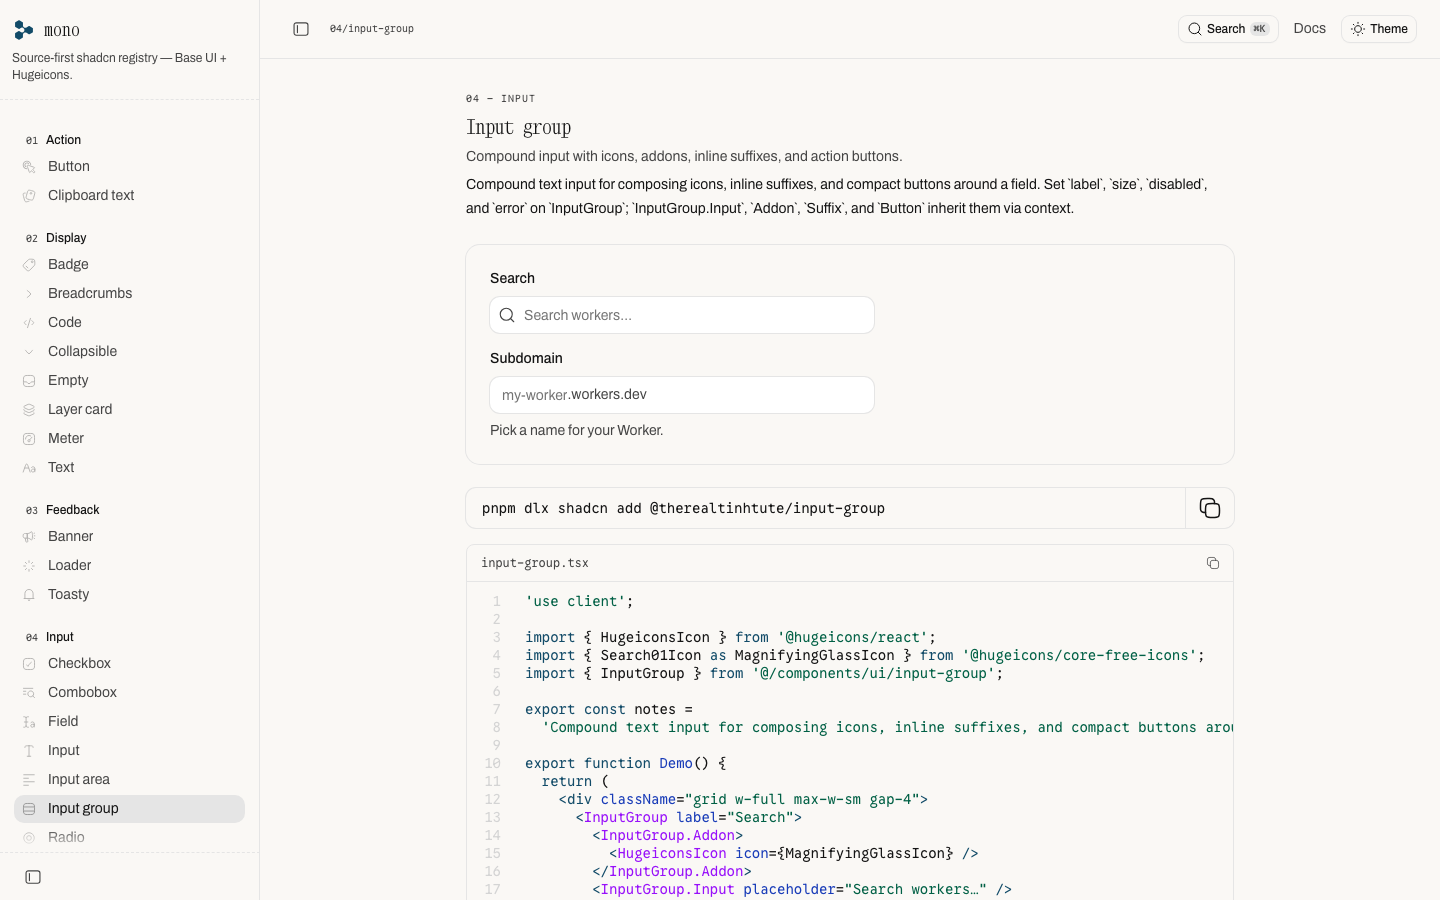 mono
Source-first shadcn registry — Base UI +
Hugeicons.
01 Action
Button
Clipboard text
02 Display
Badge
Breadcrumbs
Code
Collapsible
Empty
Layer card
Meter
Text
03 Feedback
Banner
Loader
Toasty
04 Input
Checkbox
Combobox
Field
Input
Input area
Input group
Radio
04/input-group
Search ⌘K
Docs
Theme
04 — INPUT
Input group
Compound input with icons, addons, inline suffixes, and action buttons.
Compound text input for composing icons, inline suffixes, and compact buttons around a field. Set `label`, `size`, `disabled`,
and `error` on `InputGroup`; `InputGroup.Input`, `Addon`, `Suffix`, and `Button` inherit them via context.
Search
Search workers…
Subdomain
my-worker.workers.dev
Pick a name for your Worker.
pnpm dlx shadcn add @therealtinhtute/input-group
input-group.tsx
1 'use client';
2
3 import { HugeiconsIcon } from '@hugeicons/react';
4 import { Search01Icon as MagnifyingGlassIcon } from '@hugeicons/core-free-icons';
5 import { InputGroup } from '@/components/ui/input-group';
6
7 export const notes =
8 'Compound text input for composing icons, inline suffixes, and compact buttons arou
9
10 export function Demo() {
11 return (
12 <div className="grid w-full max-w-sm gap-4">
13 <InputGroup label="Search">
14 <InputGroup.Addon>
15 <HugeiconsIcon icon={MagnifyingGlassIcon} />
16 </InputGroup.Addon>
17 <InputGroup.Input placeholder="Search workers…" />